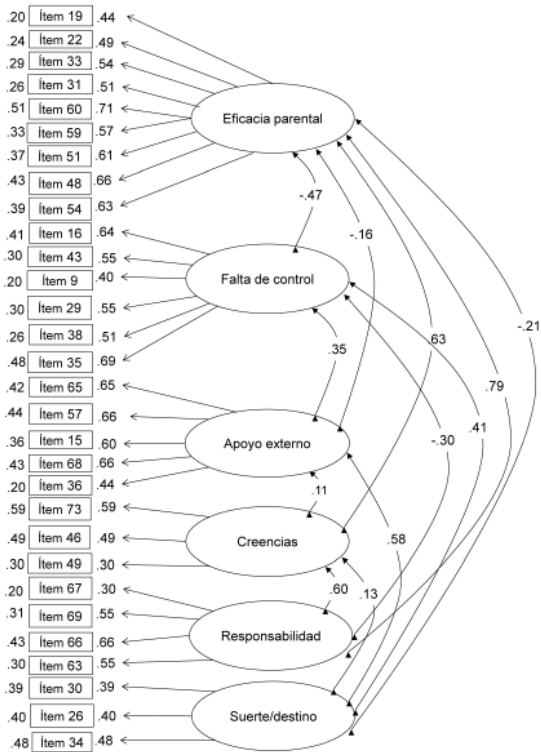 .20 Ítem 19 .44
.24 Ítem 22 .49
.29 Ítem 33 .54
.26 Ítem 31 .51
.51 Ítem 60 .71
.33 Ítem 59 .57
.37 Ítem 51 .61
.43 Ítem 48 .66
.39 Ítem 54 .63
Eficacia parental
-.47
-.16
.41 Ítem 16 .64
.30 Ítem 43 .55
.20 Ítem 9 .40
.30 Ítem 29 .55
.26 Ítem 38 .51
.48 Ítem 35 .69
Falta de control
.35
.63
-.21
.79
.42 Ítem 65 .65
.44 Ítem 57 .66
.36 Ítem 15 .60
.43 Ítem 68 .66
.20 Ítem 36 .44
Apoyo externo
-.30
.41
.11
.59 Ítem 73 .59
.49 Ítem 46 .49
.30 Ítem 49 .30
Creencias
.58
.60
.13
.20 Ítem 67 .30
.31 Ítem 69 .55
.43 Ítem 66 .66
.30 Ítem 63 .55
Responsabilidad
.39 Ítem 30 .39
.40 Ítem 26 .40
.48 Ítem 34 .48
Suerte/destino